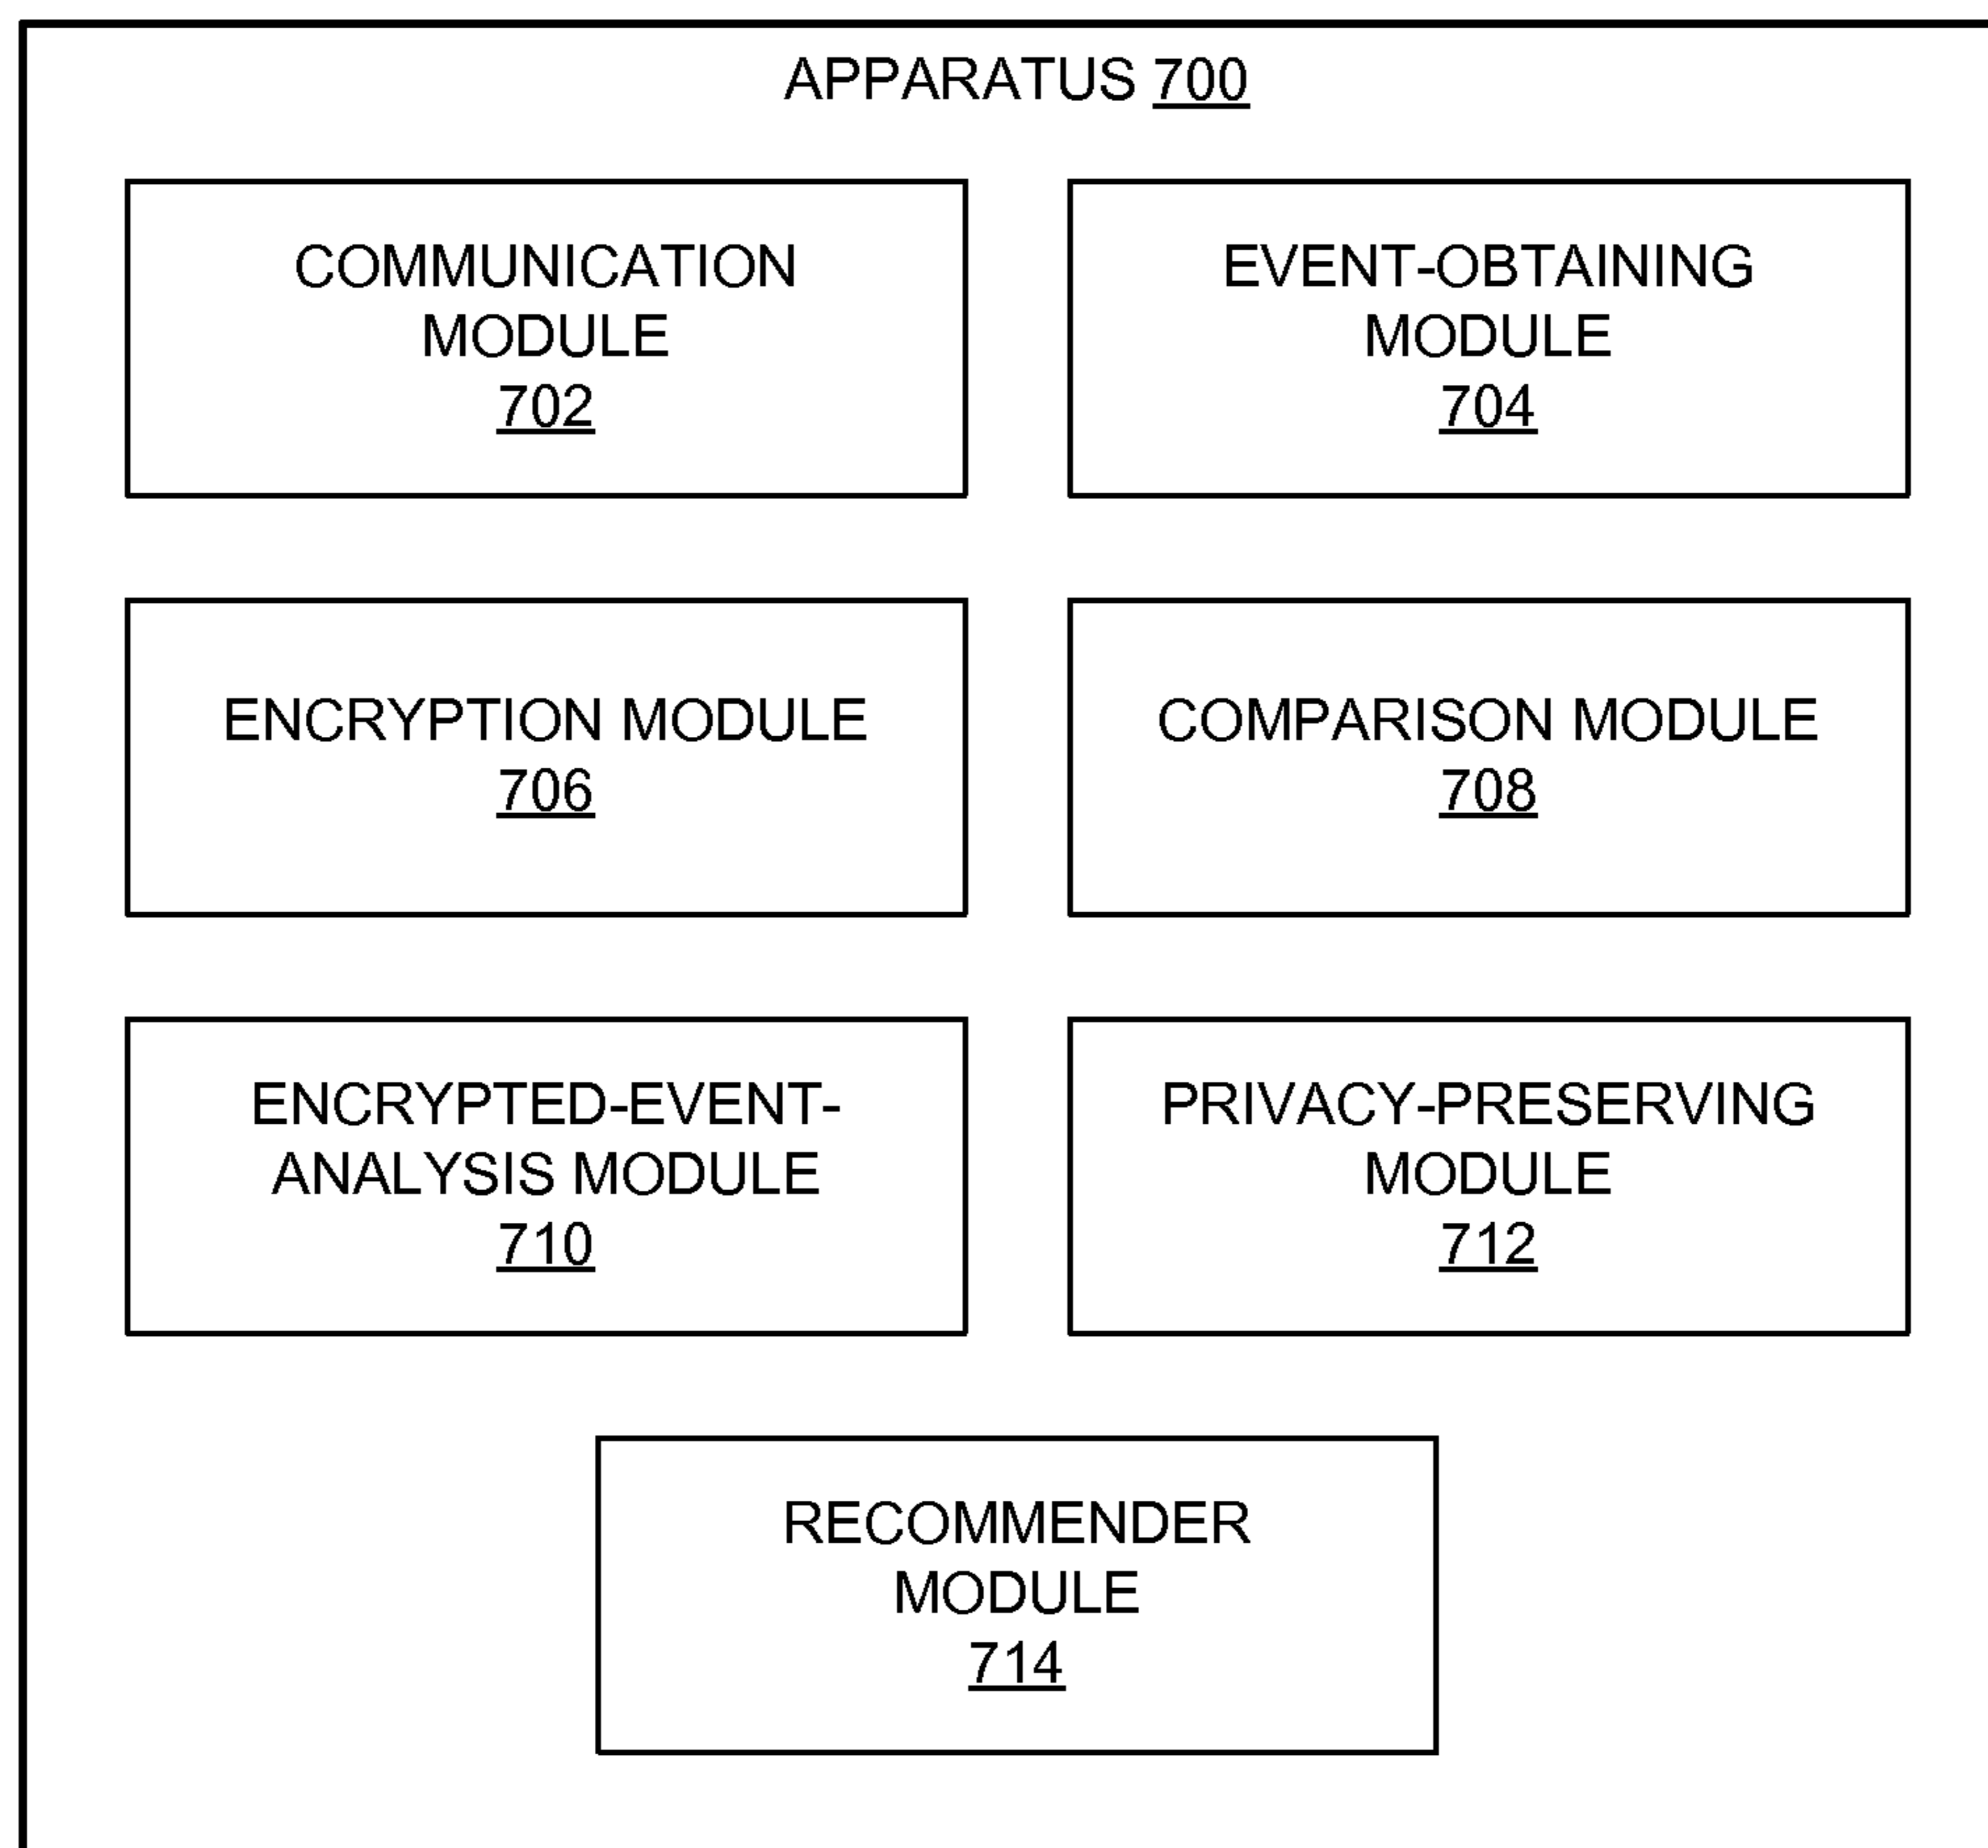 APPARATUS 700
COMMUNICATION
MODULE
702
EVENT-OBTAINING
MODULE
704
ENCRYPTION MODULE
706
COMPARISON MODULE
708
ENCRYPTED-EVENT-
ANALYSIS MODULE
710
PRIVACY-PRESERVING
MODULE
712
RECOMMENDER
MODULE
714